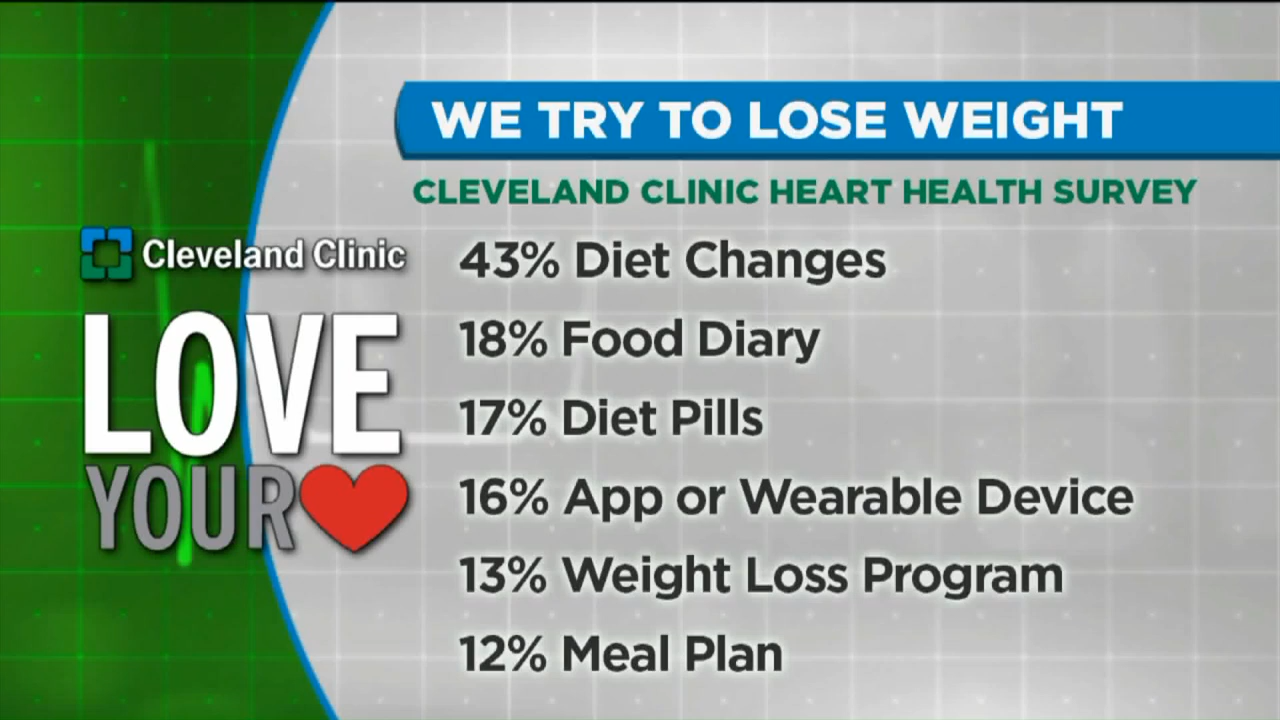 WE TRY TO LOSE WEIGHT
CLEVELAND CLINIC HEART HEALTH SURVEY
Cleveland Clinic
LOVE
YOUR
43% Diet Changes
18% Food Diary
17% Diet Pills
16% App or Wearable Device
13% Weight Loss Program
12% Meal Plan